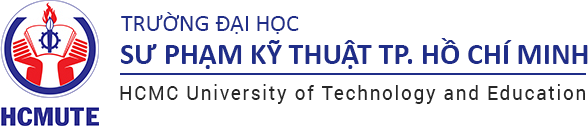 TRƯỜNG ĐẠI HỌC
SƯ PHẠM KỸ THUẬT TP. HỒ CHÍ MINH
HCMC University of Technology and Education
HCMUTE